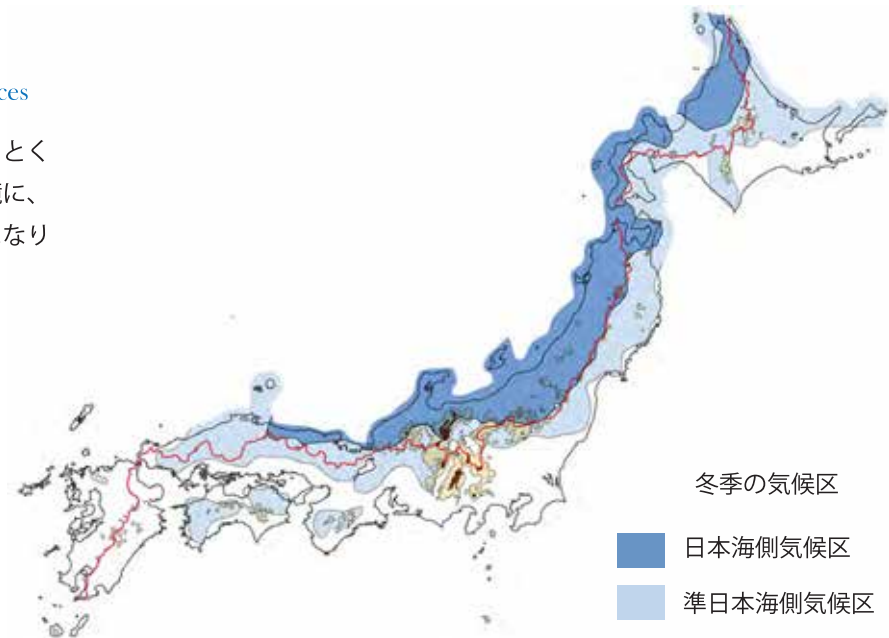 ces
とく
に、
なり
冬季の気候区
日本海側気候区
準日本海側気候区